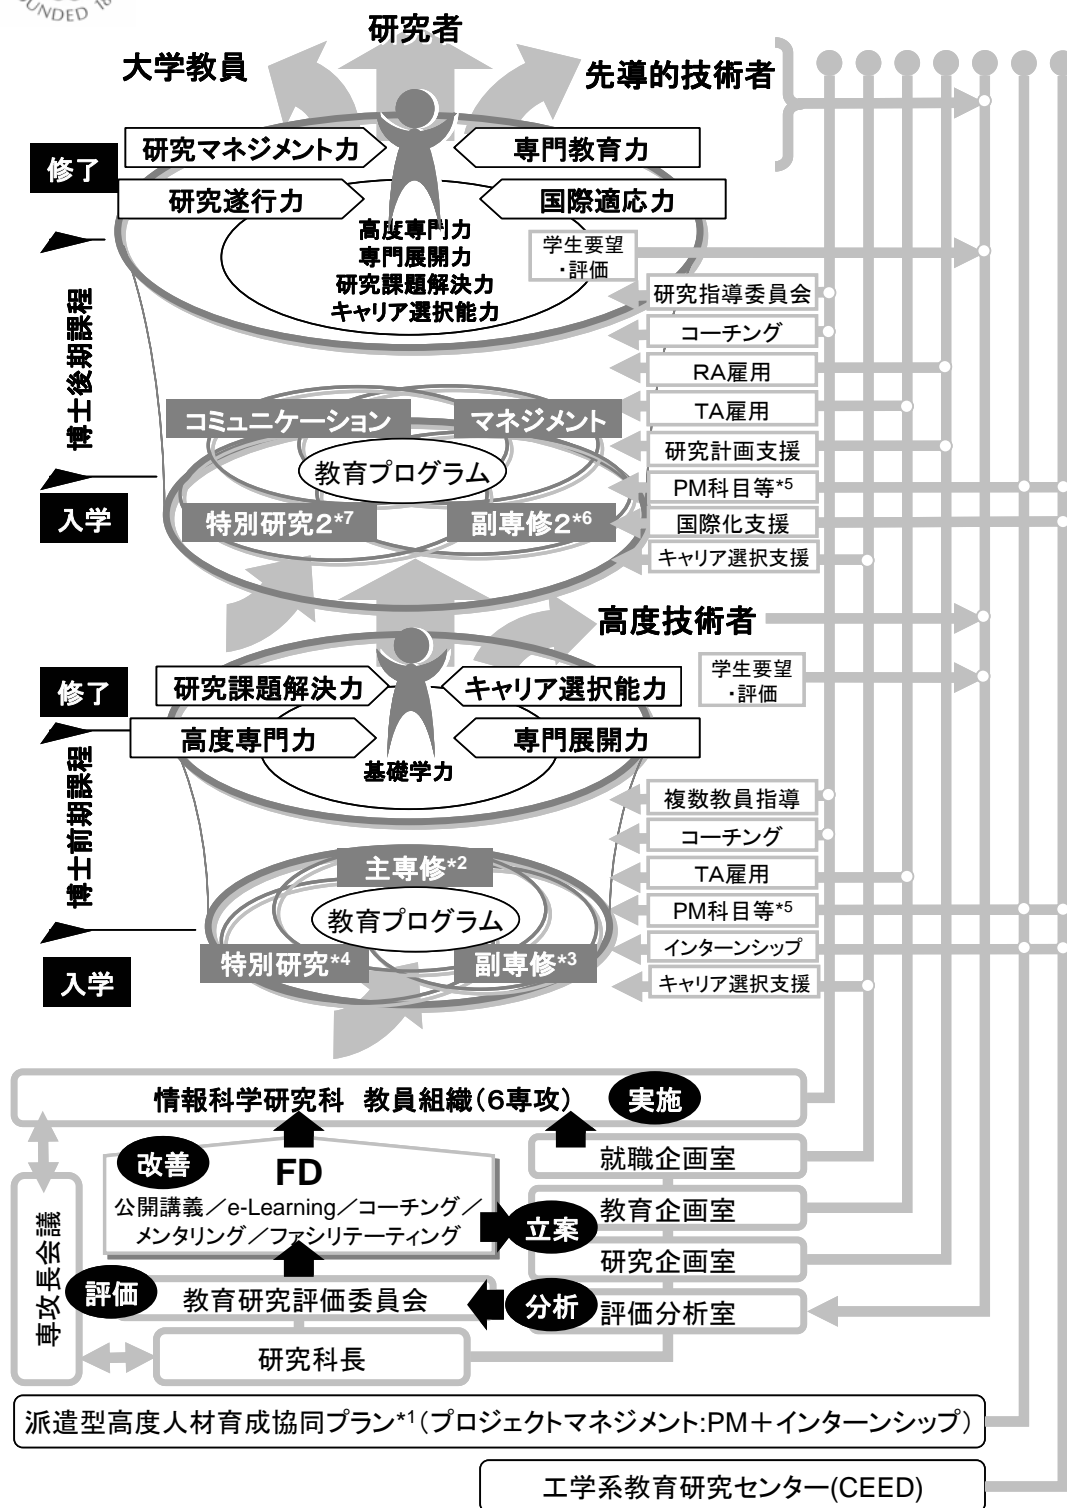 OUNDED 18
研究者
大学教員
先導的技術者
研究マネジメント力
専門教育力
修了
研究遂行力
国際適応力
高度専門力
専門展開力
研究課題解決力
キャリア選択能力
学生要望
・評価
博士後期課程
研究指導委員会
コーチング
RA雇用
TA雇用
コミュニケーション
マネジメント
研究計画支援
教育プログラム
PM科目等*5
入学
特別研究2*7
副専修2*6
国際化支援
キャリア選択支援
高度技術者
学生要望
・評価
修了
研究課題解決力
キャリア選択能力
高度専門力
専門展開力
基礎学力
博士前期課程
複数教員指導
コーチング
主専修*2
TA雇用
教育プログラム
PM科目等*5
特別研究*4
副専修*3
インターンシップ
入学
キャリア選択支援
情報科学研究科 教員組織(6専攻)
実施
改善
FD
公開講義/e-Learning/コーチング/
メンタリング/ファシリテーティング
就職企画室
教育企画室
立案
研究企画室
専攻長会議
評価
教育研究評価委員会
分析
評価分析室
研究科長
派遣型高度人材育成協同プラン*1(プロジェクトマネジメント:PM+インターンシップ)
工学系教育研究センター(CEED)